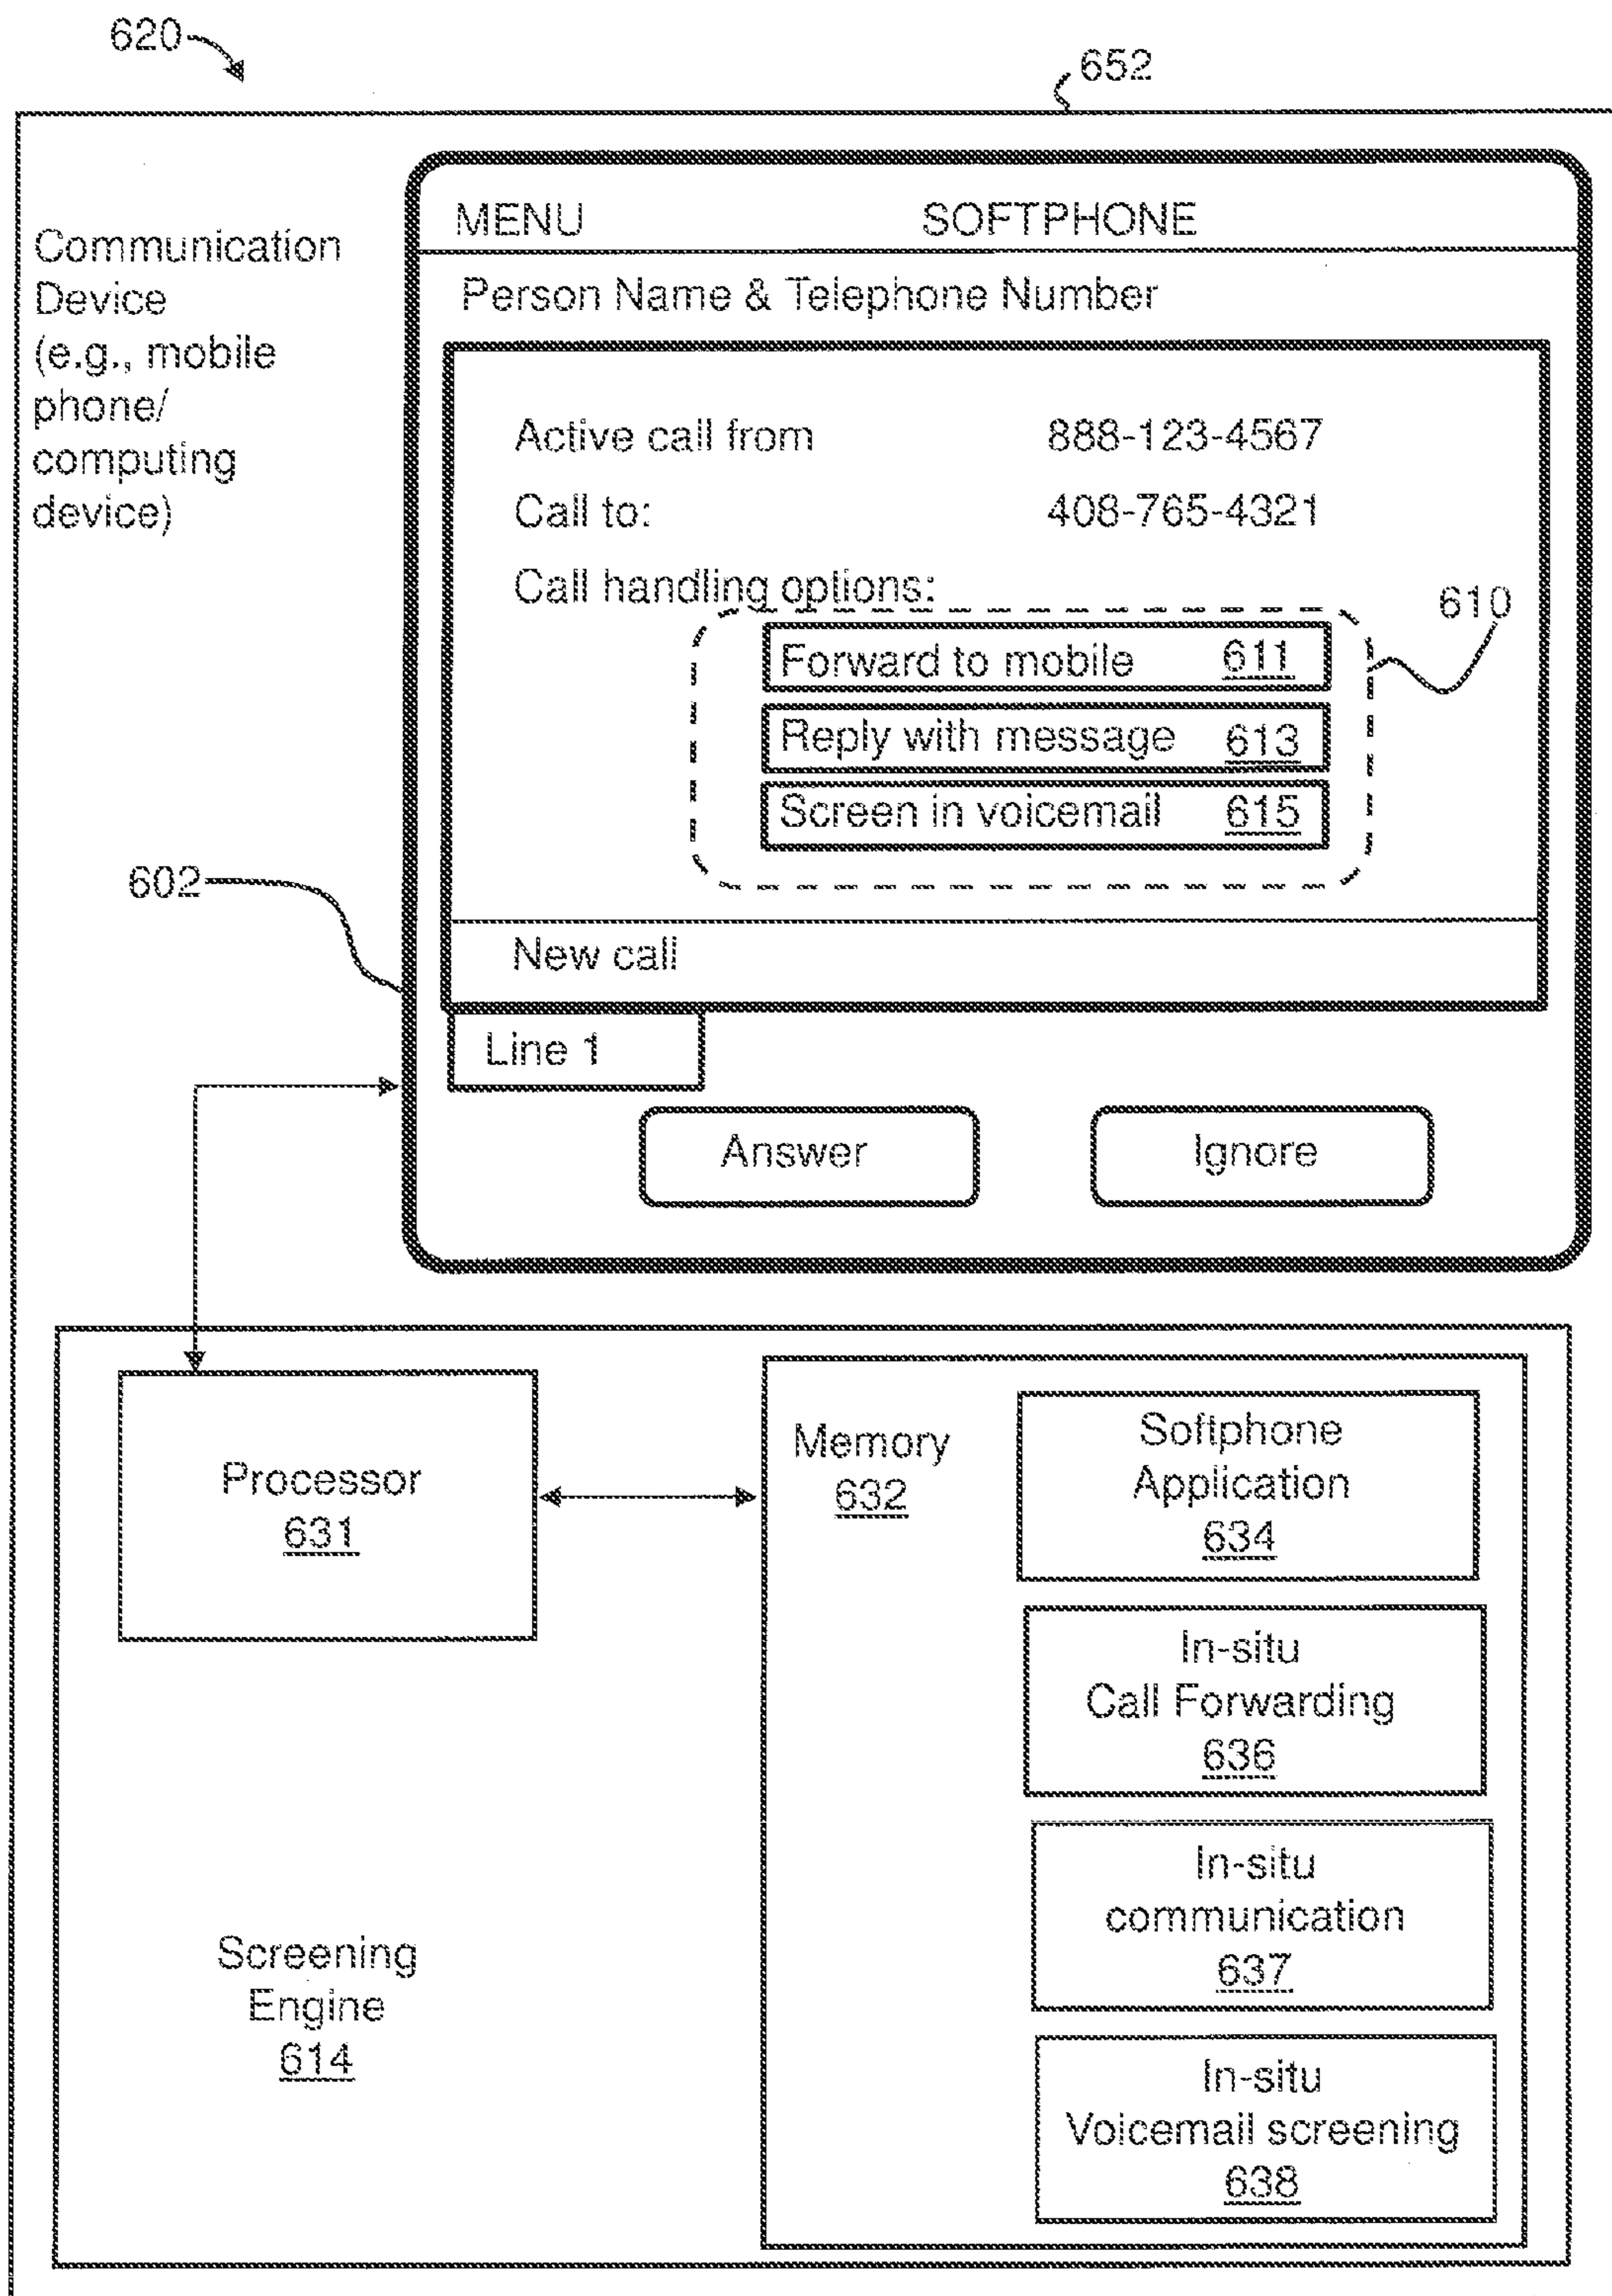 620
652
Communication
Device
(e.g., mobile
phone/
computing
device)
MENU SOFTPHONE
Person Name & Telephone Number
Active call from 888-123-4567
Call to: 408-765-4321
Call handling options:
610
Forward to mobile 611
Reply with message 613
Screen in voicemail 615
602
New call
Line 1
Answer Ignore
Processor
631
Memory
632
Softphone
Application
634
In-situ
Call Forwarding
636
In-situ
communication
637
Screening
Engine
614
In-situ
Voicemail screening
638